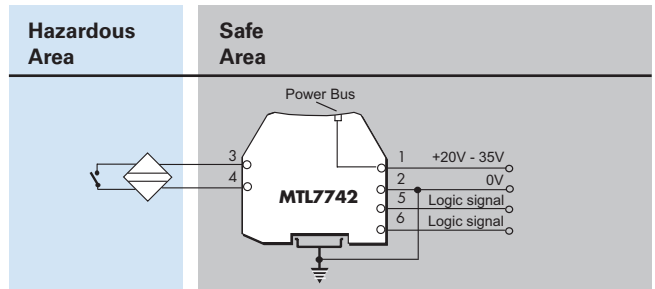 Hazardous
Area
Safe
Area
Power Bus
3
4
MTL7742
1
+20V - 35V
2
0V
5
Logic signal
6
Logic signal